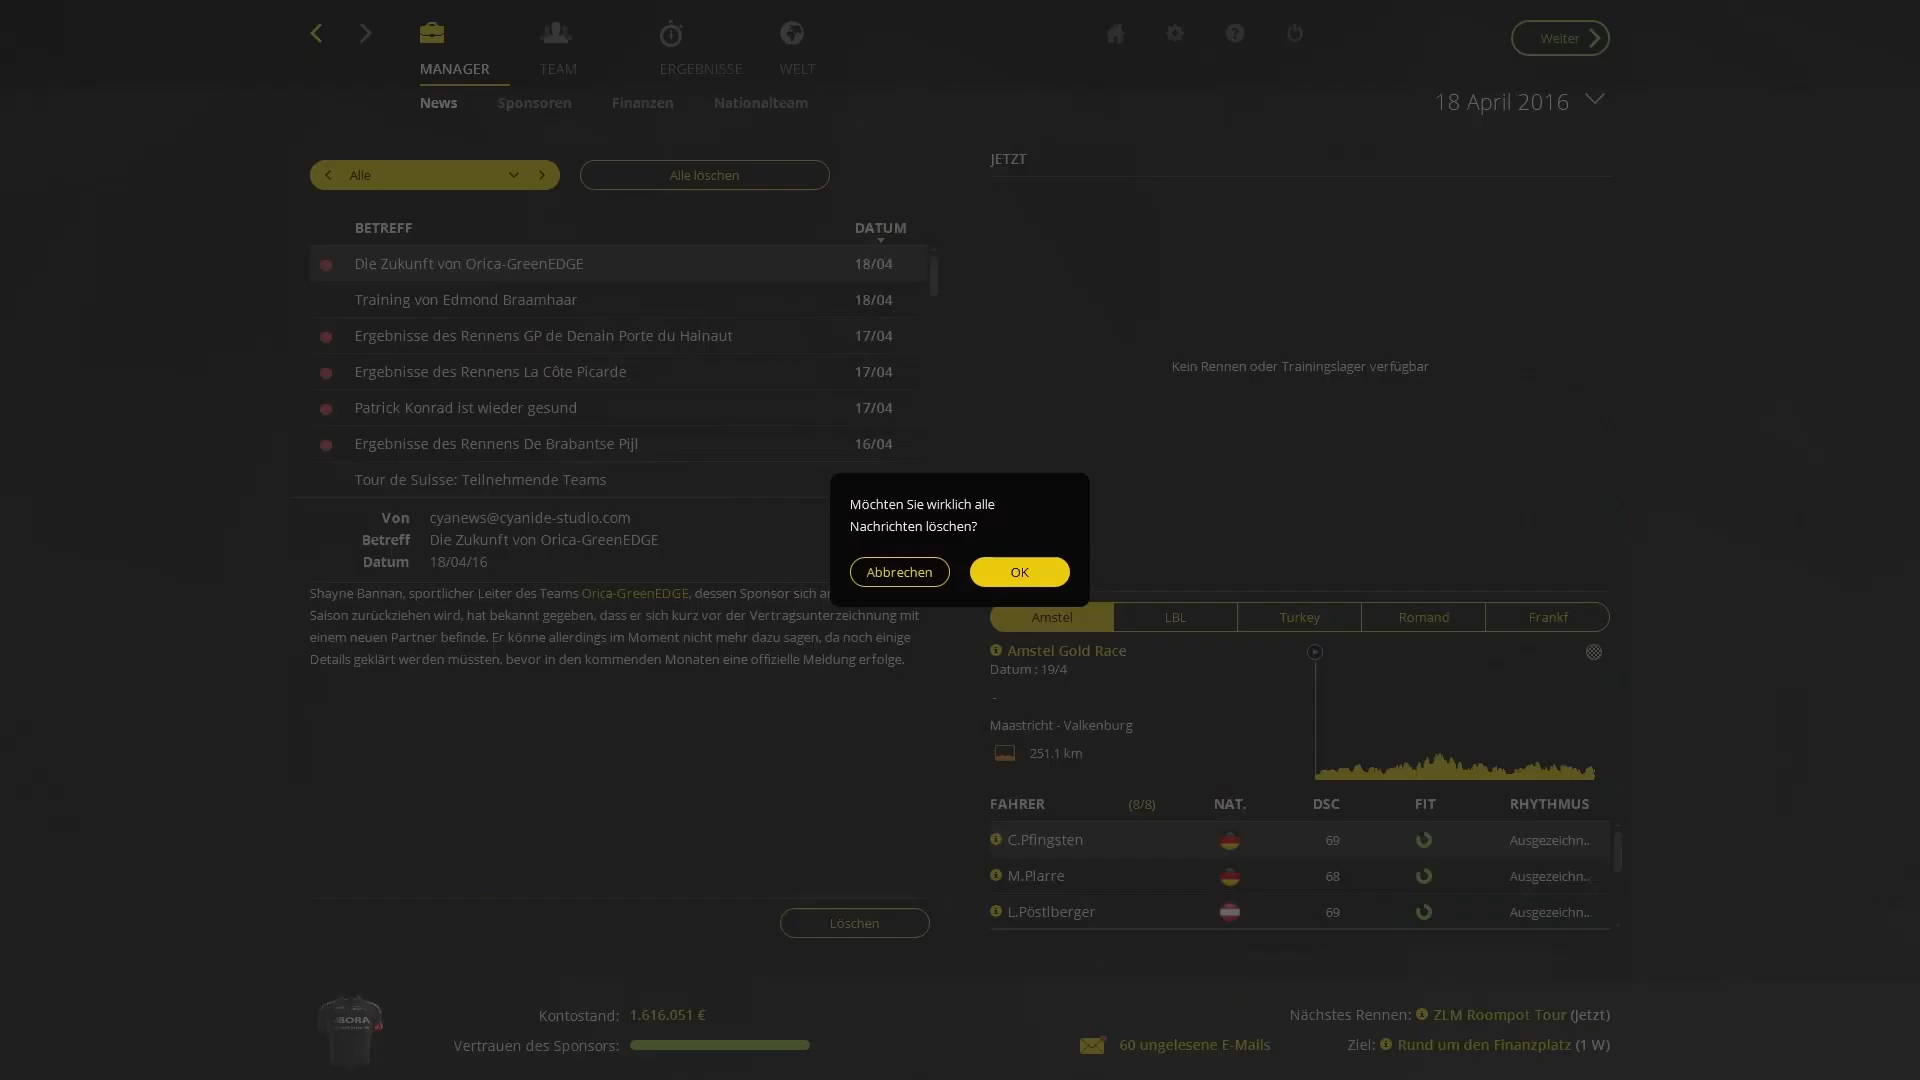 MANAGER TEAM ERGEBNISSE WELT
Weiter
News Sponsoren Finanzen Nationalteam
18 April 2016
Alle
Alle löschen
BETREFF DATUM
Die Zukunft von Orica-GreenEDGE 18/04
Training von Edmond Braamhaar 18/04
Ergebnisse des Rennens GP de Denain Porte du Hainaut 17/04
Ergebnisse des Rennens La Côte Picarde 17/04
Patrick Konrad ist wieder gesund 17/04
Ergebnisse des Rennens De Brabantse Pijl 16/04
Tour de Suisse: Teilnehmende Teams
Von cyanews@cyanide-studio.com
Betreff Die Zukunft von Orica-GreenEDGE
Datum 18/04/16
Shayne Bannan, sportlicher Leiter des Teams Orica-GreenEDGE, dessen Sponsor sich
Saison zurückziehen wird, hat bekannt gegeben, dass er sich kurz vor der Vertragsunterzeichnung mit
einem neuen Partner befinde. Er könne allerdings im Moment nicht mehr dazu sagen, da noch einige
Details geklärt werden müssten, bevor in den kommenden Monaten eine offizielle Meldung erfolge.
Löschen
Möchten Sie wirklich alle
Nachrichten löschen?
Abbrechen OK
JETZT
Kein Rennen oder Trainingslager verfügbar
Amstel LBL Turkey Romand Frankf
Amstel Gold Race
Datum : 19/4
-
Maastricht - Valkenburg
251.1 km
FAHRER (8/8) NAT. DSC FIT RHYTHMUS
C.Pfingsten 69 Ausgezeichn..
M.Plarre 68 Ausgezeichn..
L.Pöstlberger 69 Ausgezeichn..
BORA
Kontostand: 1.616.051 €
Vertrauen des Sponsors:
60 ungelesene E-Mails
Nächstes Rennen: ZLM Roompot Tour (Jetzt)
Ziel: Rund um den Finanzplatz (1 W)